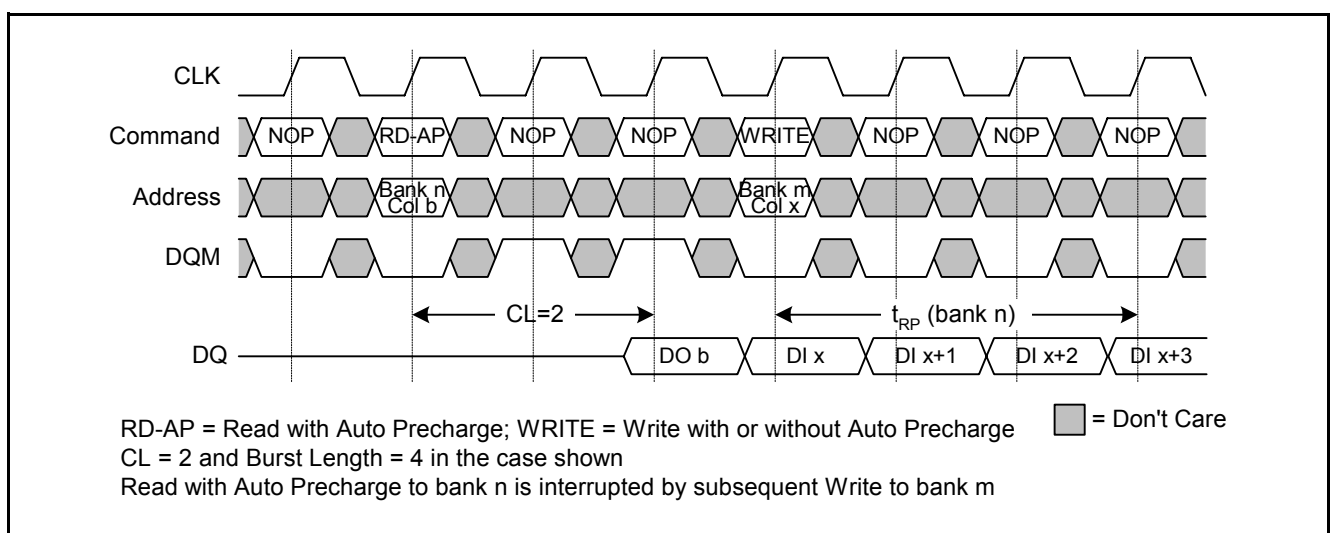 CLK
Command NOP RD-AP NOP NOP WRITE NOP NOP NOP
Address Bank n Col b Bank m Col x
DQM
CL=2 tRP (bank n)
DQ DO b DI x DI x+1 DI x+2 DI x+3
RD-AP = Read with Auto Precharge; WRITE = Write with or without Auto Precharge = Don't Care
CL = 2 and Burst Length = 4 in the case shown
Read with Auto Precharge to bank n is interrupted by subsequent Write to bank m